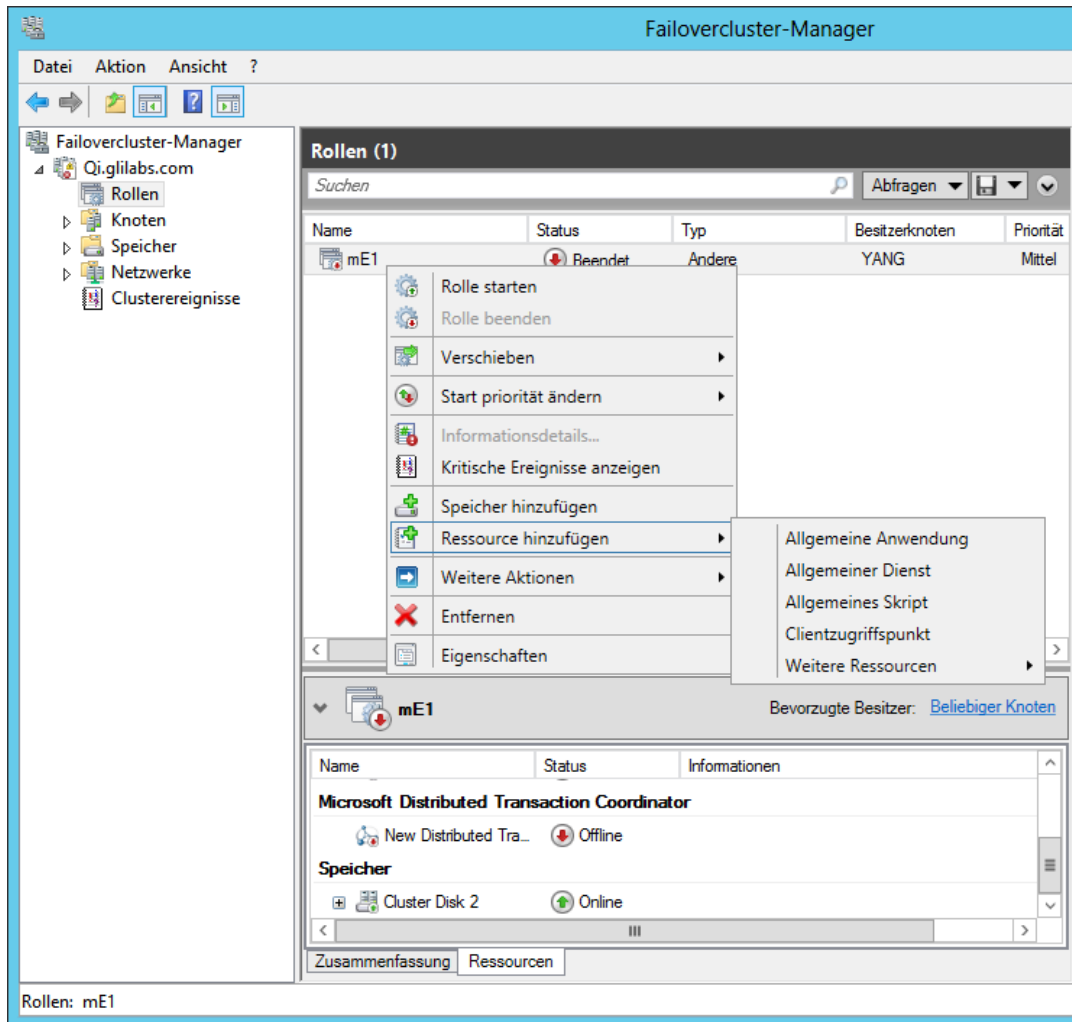 Failovercluster-Manager
Datei Aktion Ansicht ?
Failovercluster-Manager
Qi.glilabs.com
Rollen
Knoten
Speicher
Netzwerke
Clusterereignisse
Rollen (1)
Suchen
Abfragen
Name Status Typ Besitzerknoten Priorität
mE1 Beendet Andere YANG Mittel
Rolle starten
Rolle beenden
Verschieben
Start priorität ändern
Informationsdetails...
Kritische Ereignisse anzeigen
Speicher hinzufügen
Ressource hinzufügen
Weitere Aktionen
Entfernen
Eigenschaften
Allgemeine Anwendung
Allgemeiner Dienst
Allgemeines Skript
Clientzugriffspunkt
Weitere Ressourcen
mE1
Bevorzugte Besitzer: Beliebiger Knoten
Name Status Informationen
Microsoft Distributed Transaction Coordinator
New Distributed Tra... Offline
Speicher
Cluster Disk 2 Online
Zusammenfassung Ressourcen
Rollen: mE1